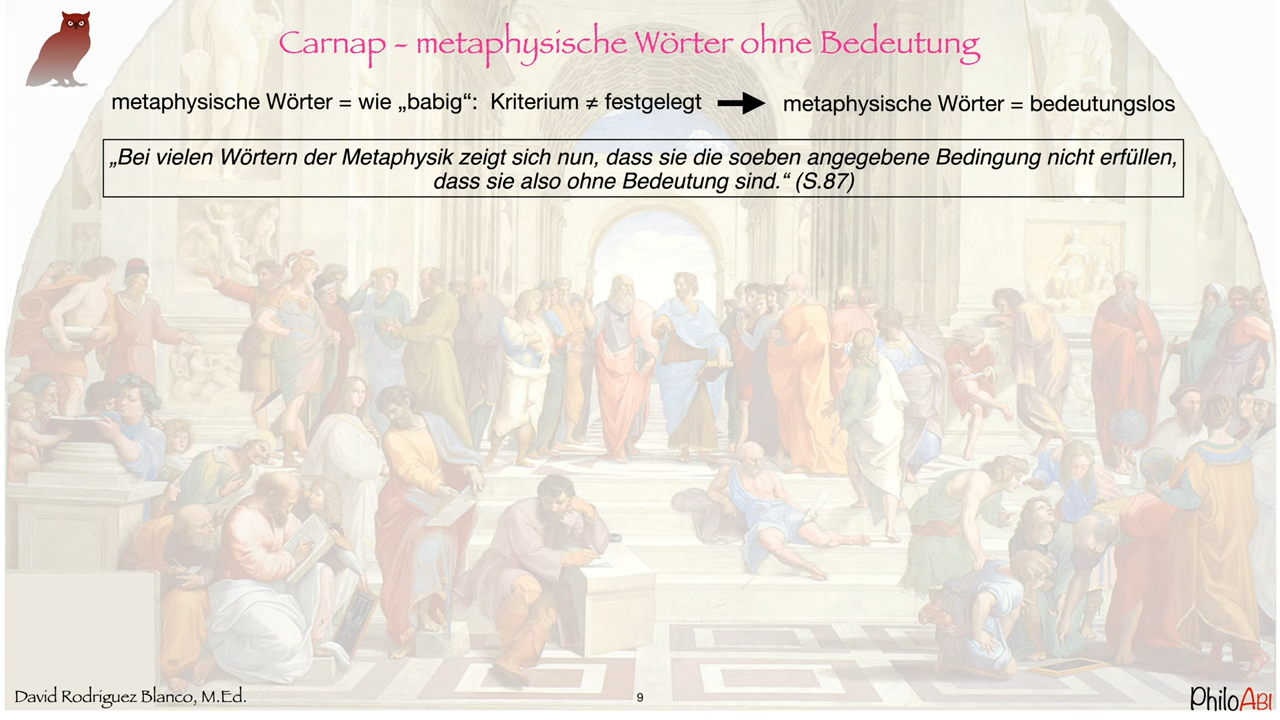 Carnap - metaphysische Wörter ohne Bedeutung
metaphysische Wörter = wie „babig“: Kriterium ≠ festgelegt metaphysische Wörter = bedeutungslos
„Bei vielen Wörtern der Metaphysik zeigt sich nun, dass sie die soeben angegebene Bedingung nicht erfüllen,
dass sie also ohne Bedeutung sind.“ (S.87)
David Rodríguez Blanco, M.Ed.
9
PhiloAbi